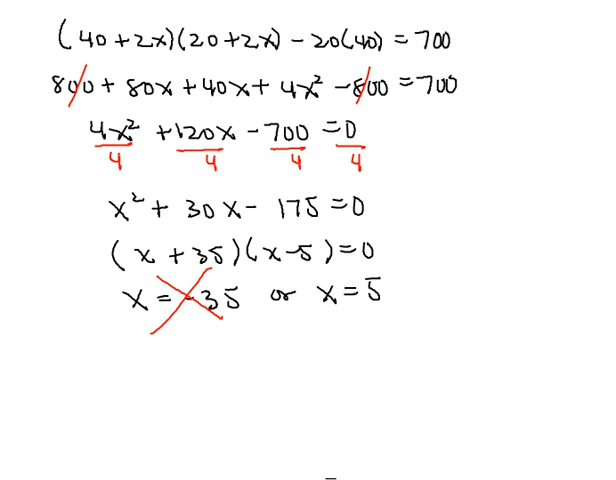 (40+2x)(20+2x) - 20(40) = 700
800 + 80x + 40x + 4x² - 800 = 700
4x² + 120x - 700 = 0
4 4 4 4
x² + 30x - 175 = 0
(x + 35)(x - 5) = 0
x = -35 or x = 5